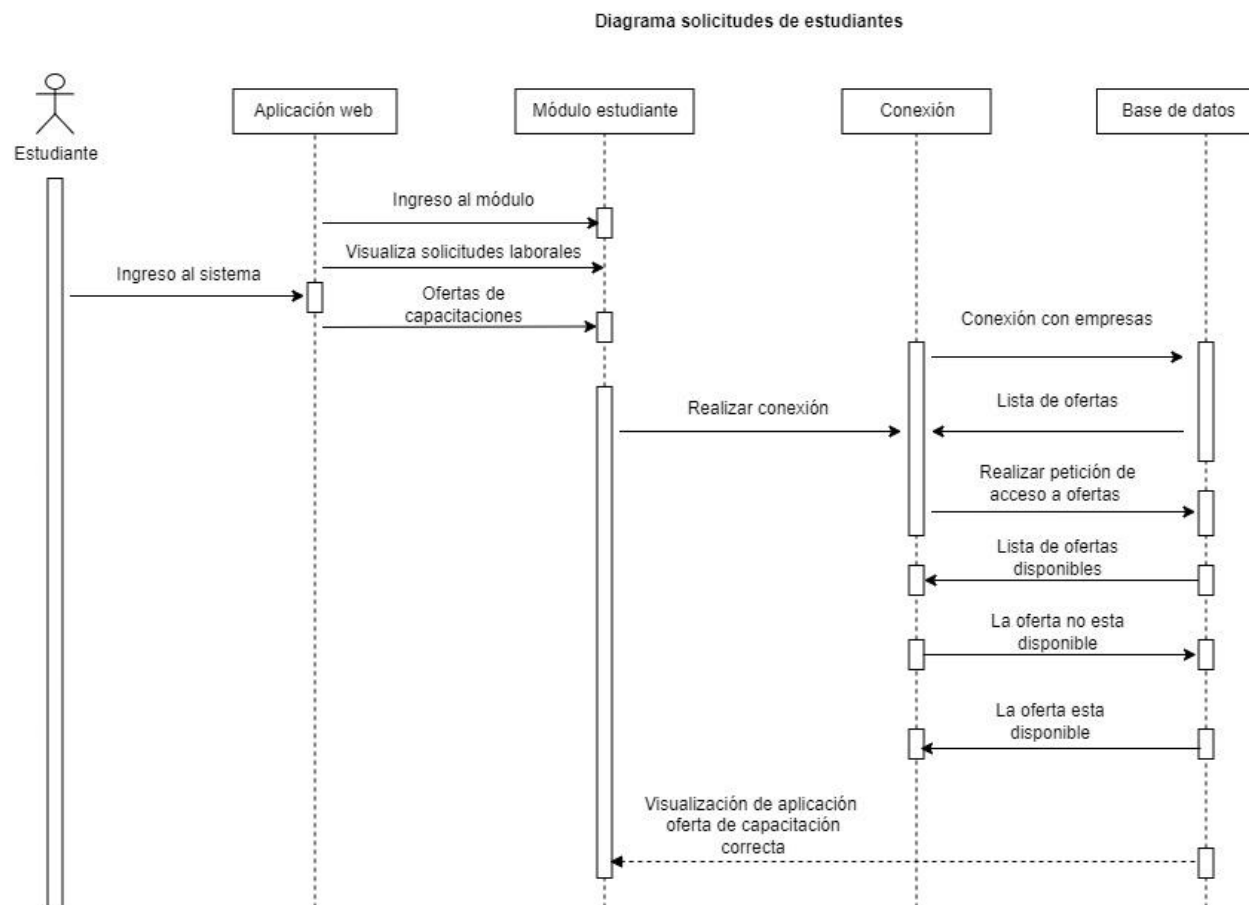 Diagrama solicitudes de estudiantes
Estudiante
Aplicación web
Módulo estudiante
Conexión
Base de datos
Ingreso al módulo
Visualiza solicitudes laborales
Ingreso al sistema
Ofertas de
capacitaciones
Conexión con empresas
Realizar conexión
Lista de ofertas
Realizar petición de
acceso a ofertas
Lista de ofertas
disponibles
La oferta no esta
disponible
La oferta esta
disponible
Visualización de aplicación
oferta de capacitación
correcta